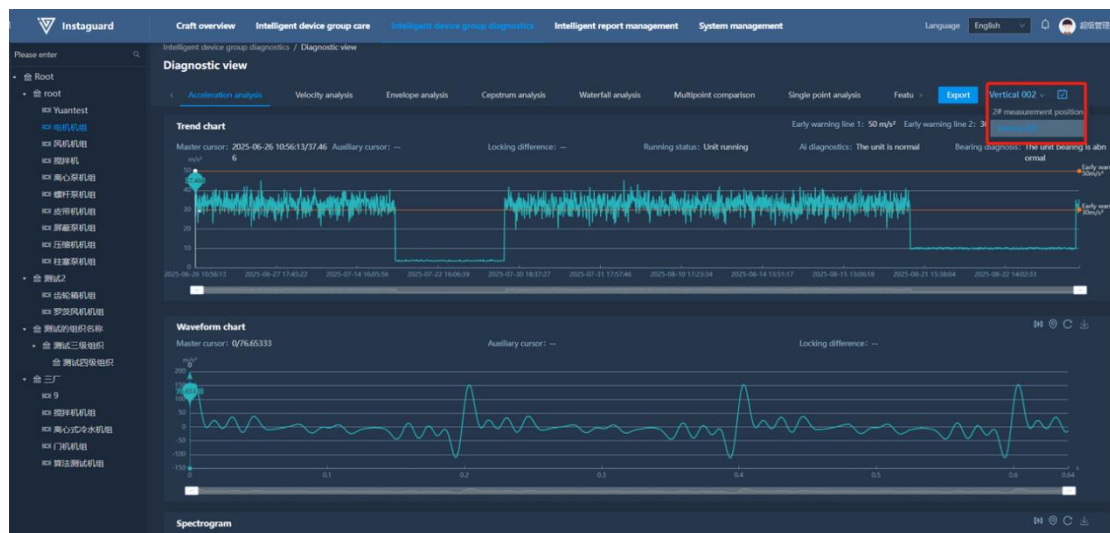 Instaguard
Craft overview
Intelligent device group care
Intelligent device group diagnostics
Intelligent report management
System management
Language
English
超级管理
Please enter
Root
root
Yuantest
电机机组
风机机组
搅拌机
离心泵机组
螺杆泵机组
皮带机机组
屏蔽泵机组
压缩机机组
柱塞泵机组
测试2
齿轮箱机组
罗茨风机机组
测试的组织名称
测试三级组织
测试四级组织
三厂
9
搅拌机机组
离心式冷水机组
门机机组
算法测试机组
Intelligent device group diagnostics / Diagnostic view
Diagnostic view
Acceleration analysis
Velocity analysis
Envelope analysis
Cepstrum analysis
Waterfall analysis
Multipoint comparison
Single point analysis
Featu
Export
Vertical 002
2# measurement position
Trend chart
Early warning line 1: 50 m/s² Early warning line 2: 3
Master cursor: 2025-06-26 10:56:13/37.46 Auxiliary cursor: --
6
Locking difference: --
Running status: Unit running
Ai diagnostics: The unit is normal
Bearing diagnosis: The unit bearing is abn
ormal
m/s²
50
40
30
20
10
0
Early war
50m/s²
Early war
30m/s²
2025-06-26 10:56:13
2025-06-27 17:45:22
2025-07-14 16:05:56
2025-07-22 16:06:39
2025-07-30 18:37:27
2025-07-31 17:57:46
2025-08-10 17:23:34
2025-08-14 13:51:17
2025-08-15 13:06:18
2025-08-21 15:38:04
2025-08-22 14:02:33
Waveform chart
Master cursor: 0/76.65333
Auxiliary cursor: --
Locking difference: --
m/s²
0
200
150
100
50
0
-50
-100
-150
0
0.1
0.2
0.3
0.4
0.5
0.6
0.64
s
Spectrogram